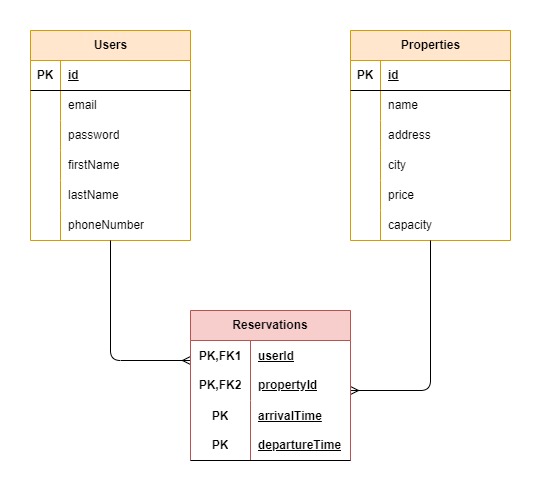 Users
PK id
email
password
firstName
lastName
phoneNumber
Properties
PK id
name
address
city
price
capacity
Reservations
PK,FK1 userId
PK,FK2 propertyId
PK arrivalTime
PK departureTime